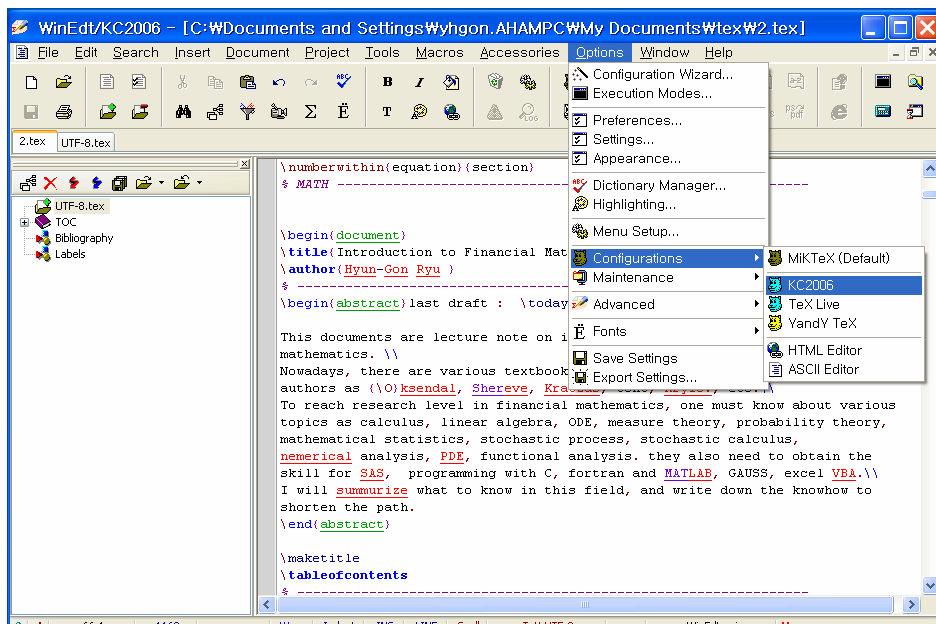 WinEdt/KC2006 - [C:₩Documents and Settings₩yhgon.AHAMPC₩My Documents₩tex₩2.tex]
File Edit Search Insert Document Project Tools Macros Accessories Options Window Help
2.tex UTF-8.tex
UTF-8.tex
TOC
Bibliography
Labels
\numberwithin{equation}{section}
% MATH
\begin{document}
\title{Introduction to Financial Mat
\author{Hyun-Gon Ryu }
%
\begin{abstract}last draft : \today
This documents are lecture note on i
mathematics. \\
Nowadays, there are various textbook
authors as {\O}ksendal, Shereve,
To reach research level in financial mathematics, one must know about various
topics as calculus, linear algebra, ODE, measure theory, probability theory,
mathematical statistics, stochastic process, stochastic calculus,
nemerical analysis, PDE, functional analysis. they also need to obtain the
skill for SAS,  programming with C, fortran and MATLAB, GAUSS, excel VBA.\\
I will summurize what to know in this field, and write down the knowhow to
shorten the path.
\end{abstract}
\maketitle
\tableofcontents
%
Configuration Wizard...
Execution Modes...
Preferences...
Settings...
Appearance...
Dictionary Manager...
Highlighting...
Menu Setup...
Configurations
Maintenance
Advanced
Fonts
Save Settings
Export Settings...
MiKTeX (Default)
KC2006
TeX Live
YandY TeX
HTML Editor
ASCII Editor